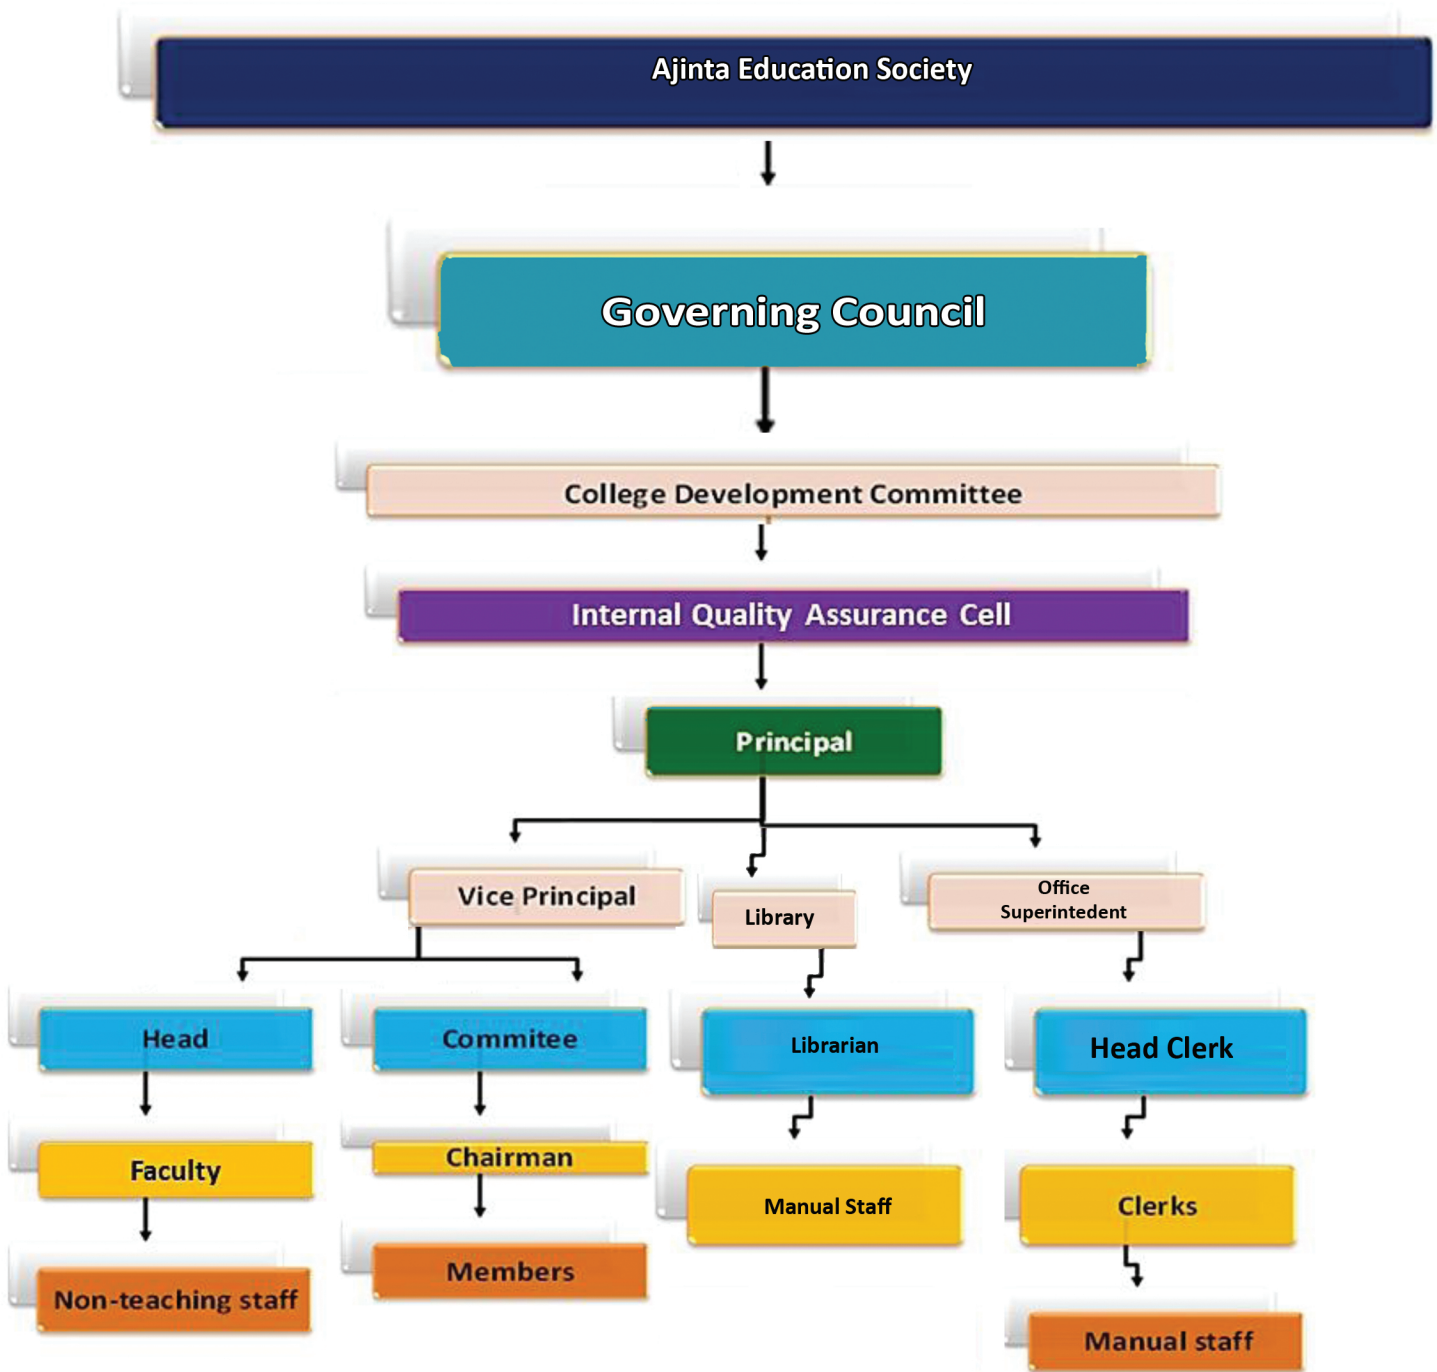 Ajinta Education Society
Governing Council
College Development Committee
Internal Quality Assurance Cell
Principal
Vice Principal
Library
Office
Superintedent
Head
Commitee
Librarian
Head Clerk
Faculty
Chairman
Manual Staff
Clerks
Non-teaching staff
Members
Manual staff